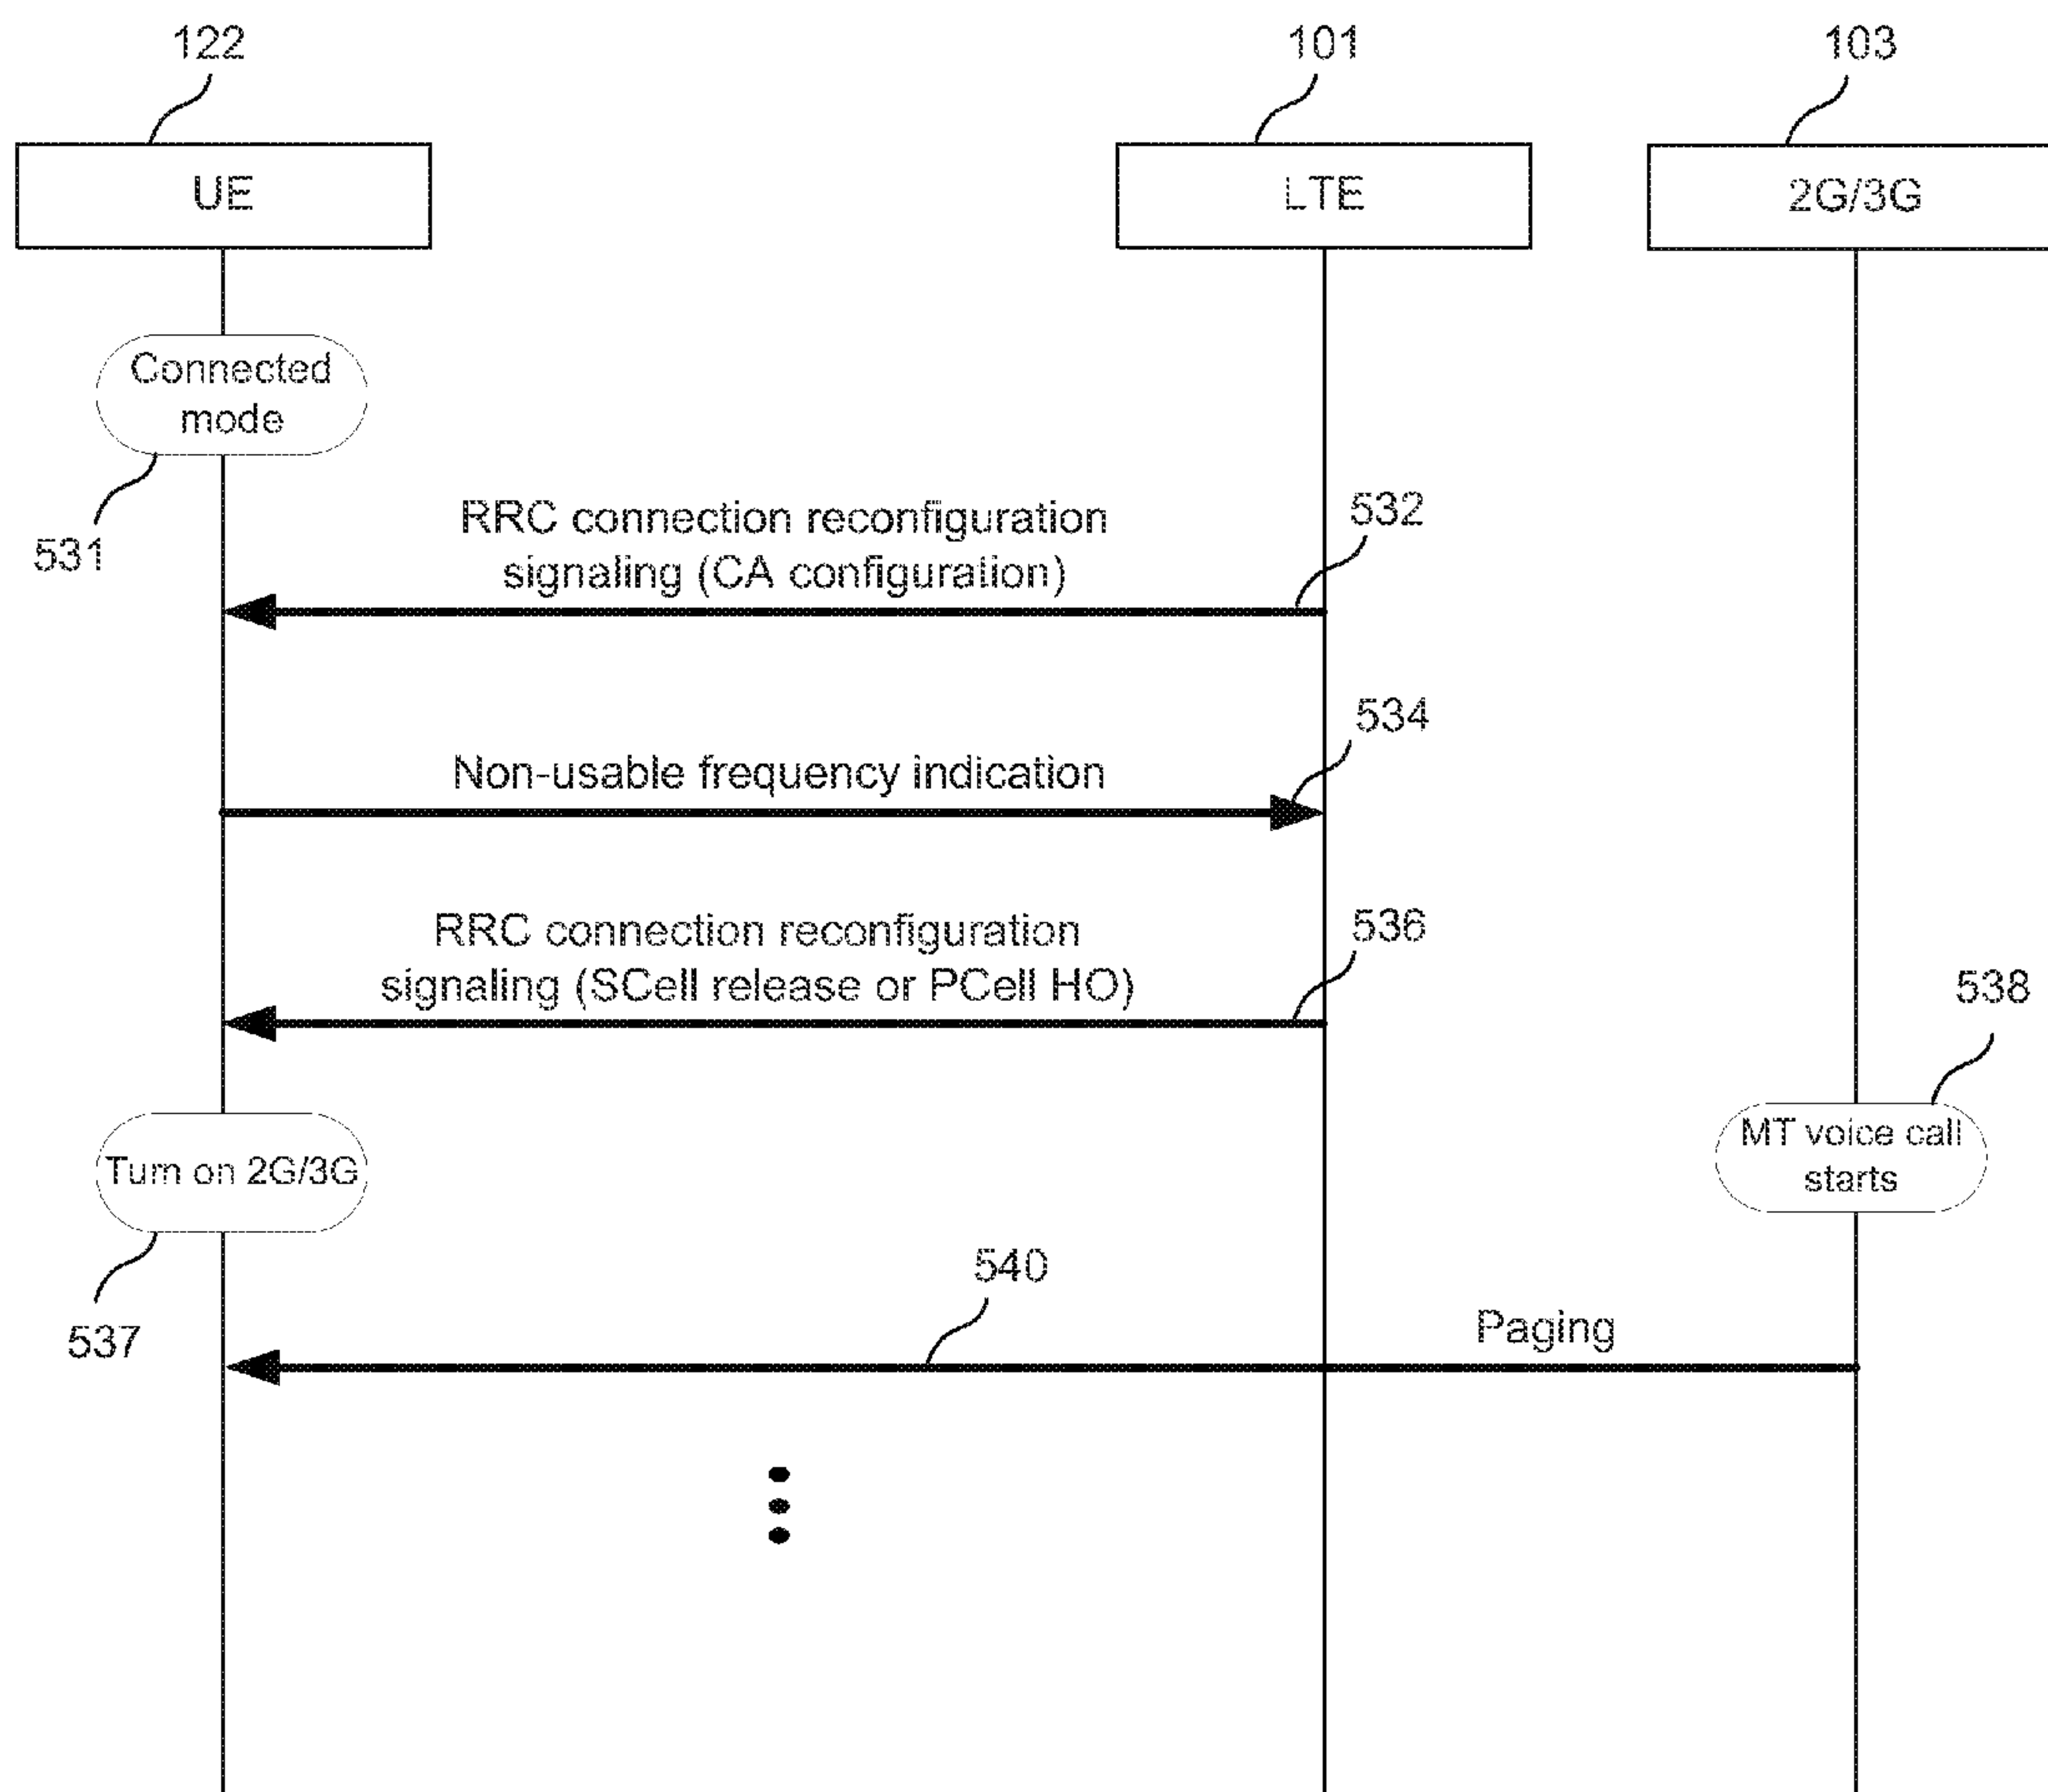 122
101
103
UE
LTE
2G/3G
Connected
mode
531
RRC connection reconfiguration
signaling (CA configuration)
532
534
Non-usable frequency indication
RRC connection reconfiguration
signaling (SCell release or PCell HO)
536
538
Turn on 2G/3G
537
MT voice call
starts
540
Paging